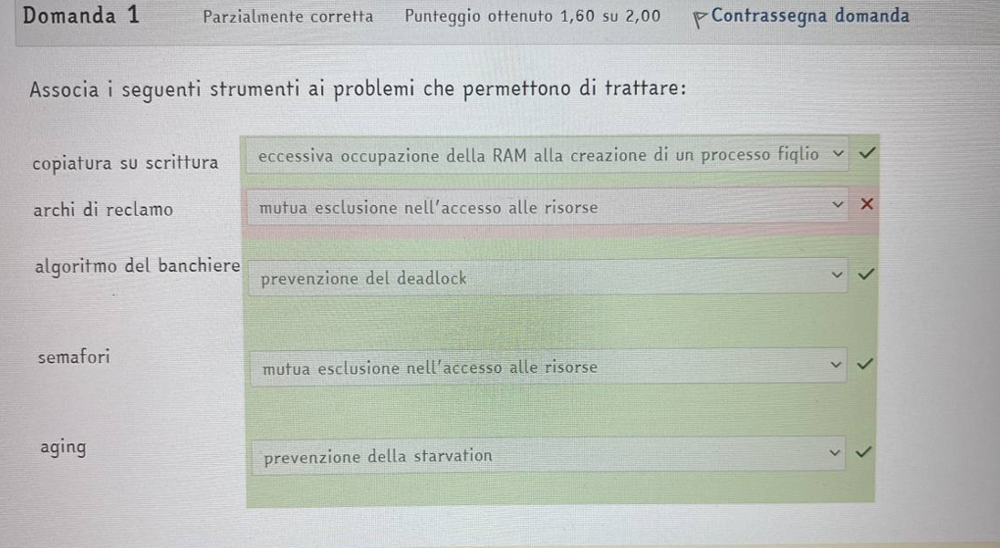 Domanda 1 Parzialmente corretta Punteggio ottenuto 1,60 su 2,00 Contrassegna domanda
Associa i seguenti strumenti ai problemi che permettono di trattare:
copiatura su scrittura eccessiva occupazione della RAM alla creazione di un processo figlio
archi di reclamo mutua esclusione nell'accesso alle risorse
algoritmo del banchiere prevenzione del deadlock
semafori mutua esclusione nell'accesso alle risorse
aging prevenzione della starvation